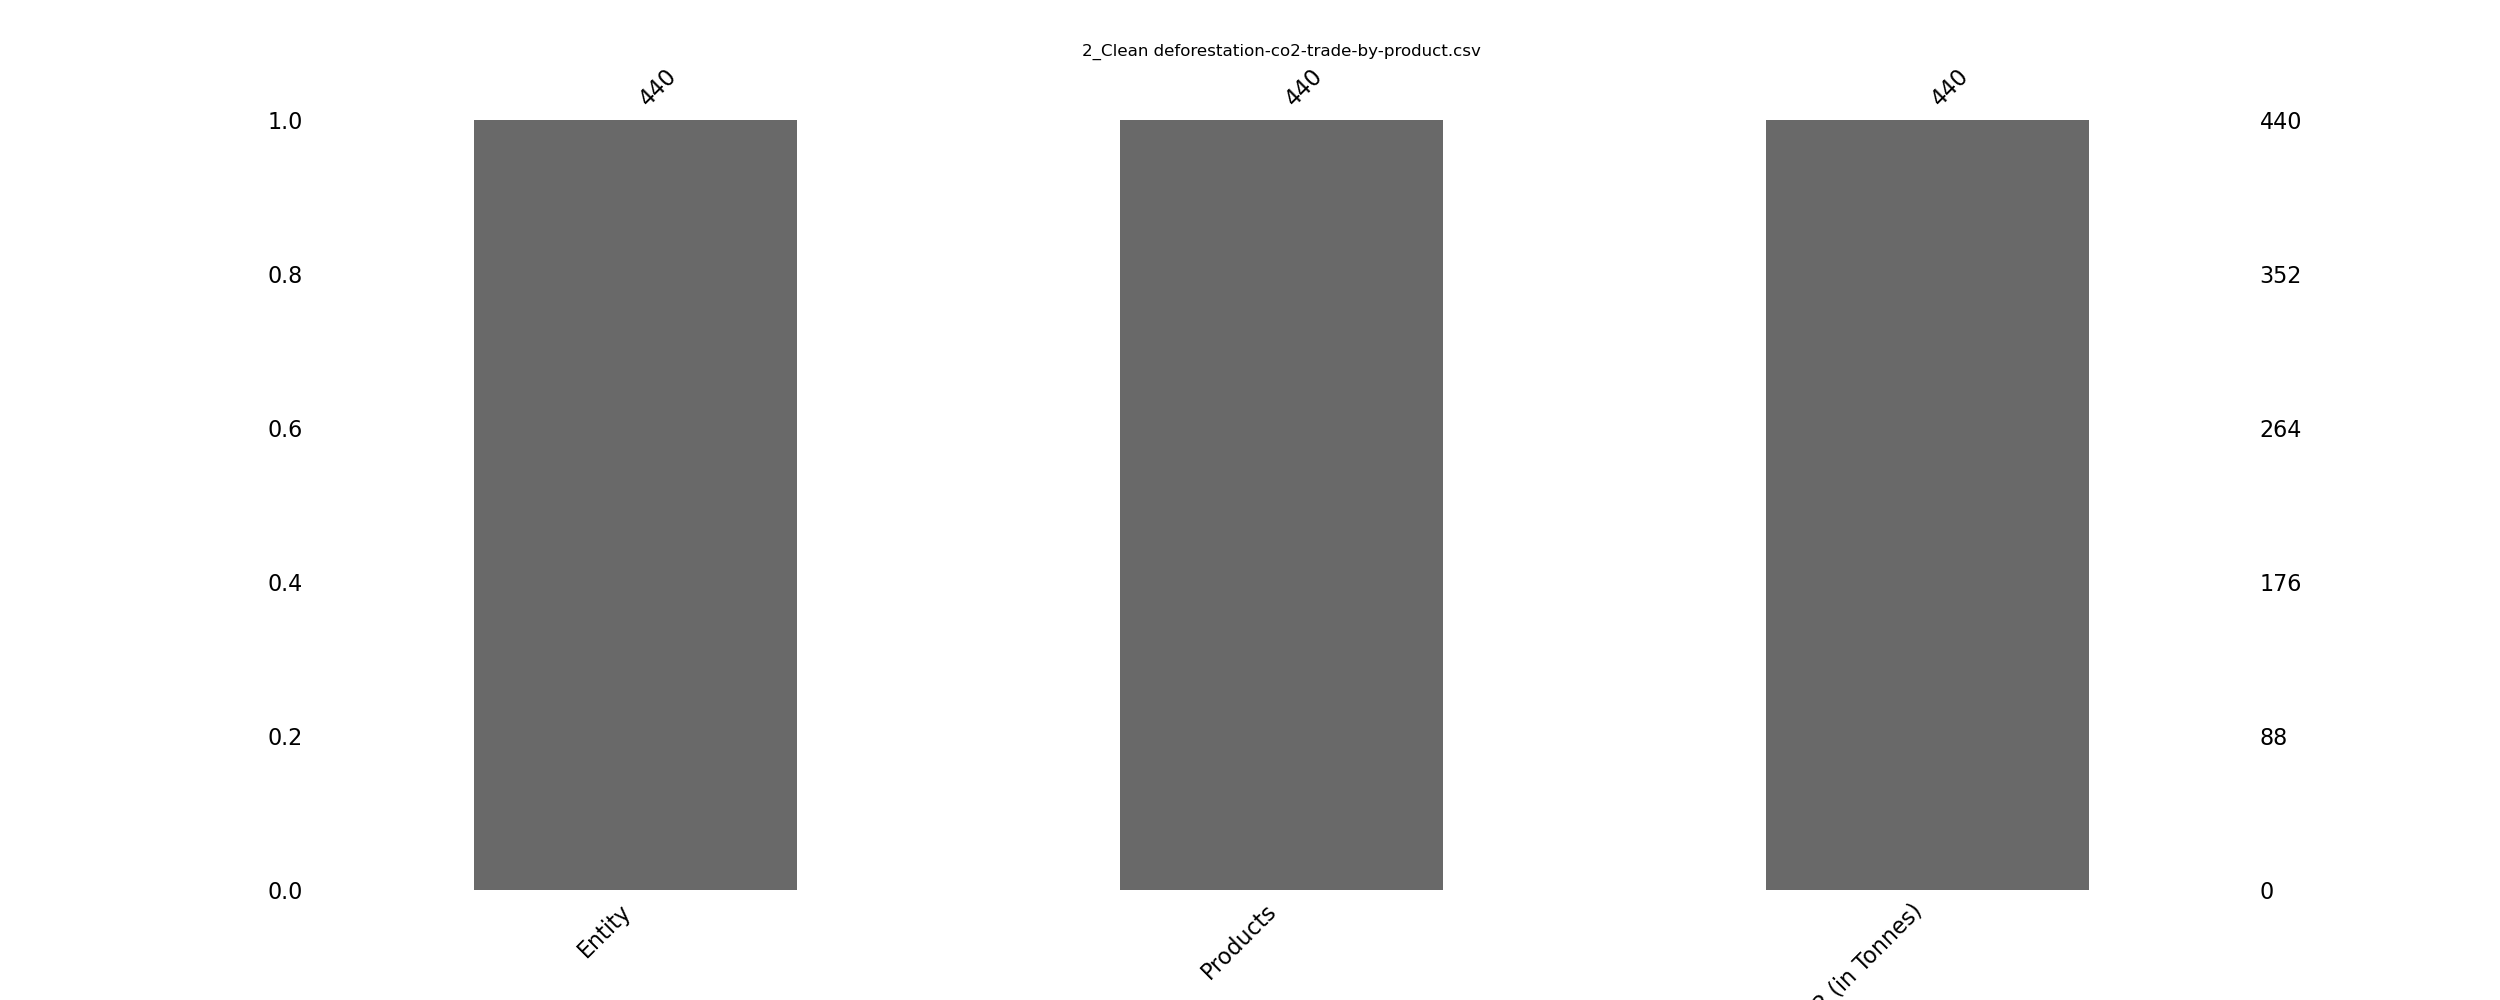 2_Clean deforestation-co2-trade-by-product.csv
440 440 440
1.0 440
0.8 352
0.6 264
0.4 176
0.2 88
0.0 0
Entity
Products
(in Tonnes)